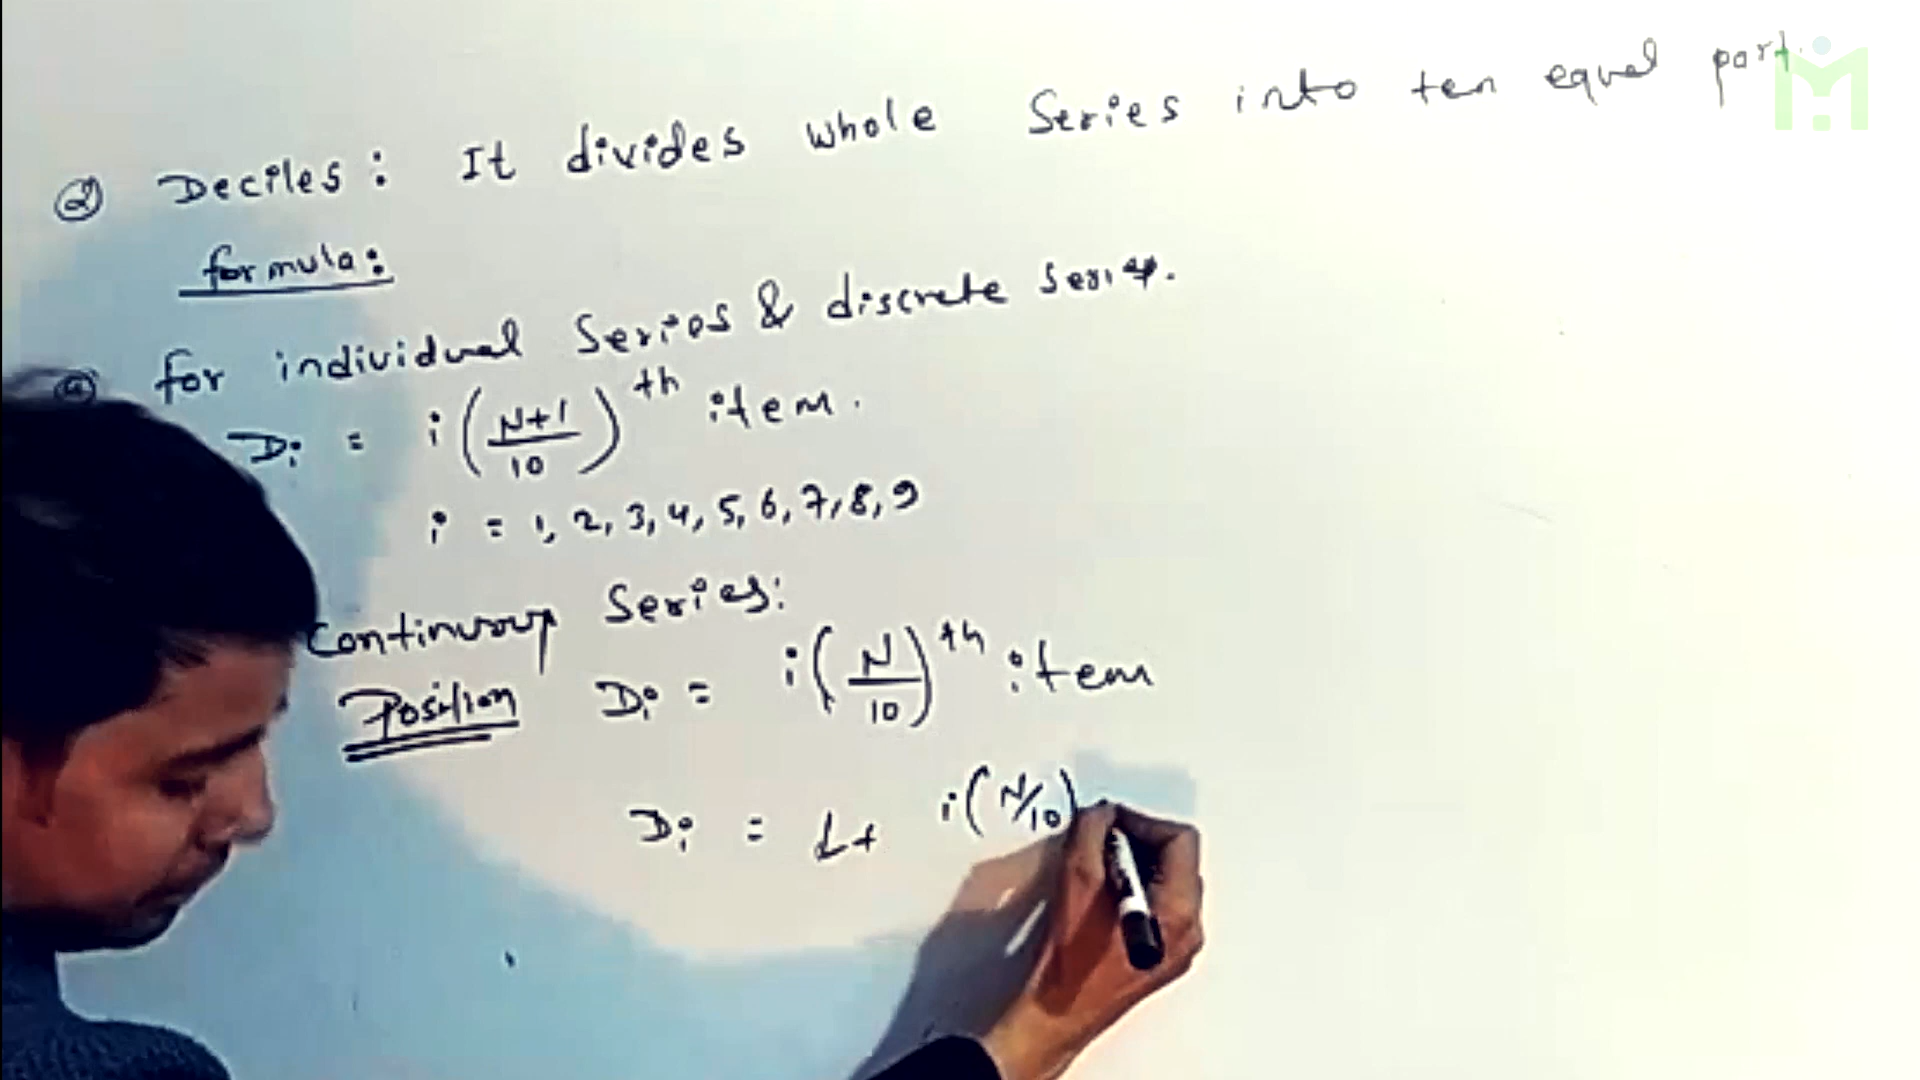 ② Deciles: It divides whole Series into ten equal part.
formula:
ⓐ for individual Series & discrete series.
Di = i(N+1/10)th item.
i = 1, 2, 3, 4, 5, 6, 7, 8, 9
Continuous Series:
Position Di = i(N/10)th item
Di = L+ i(N/10)
M